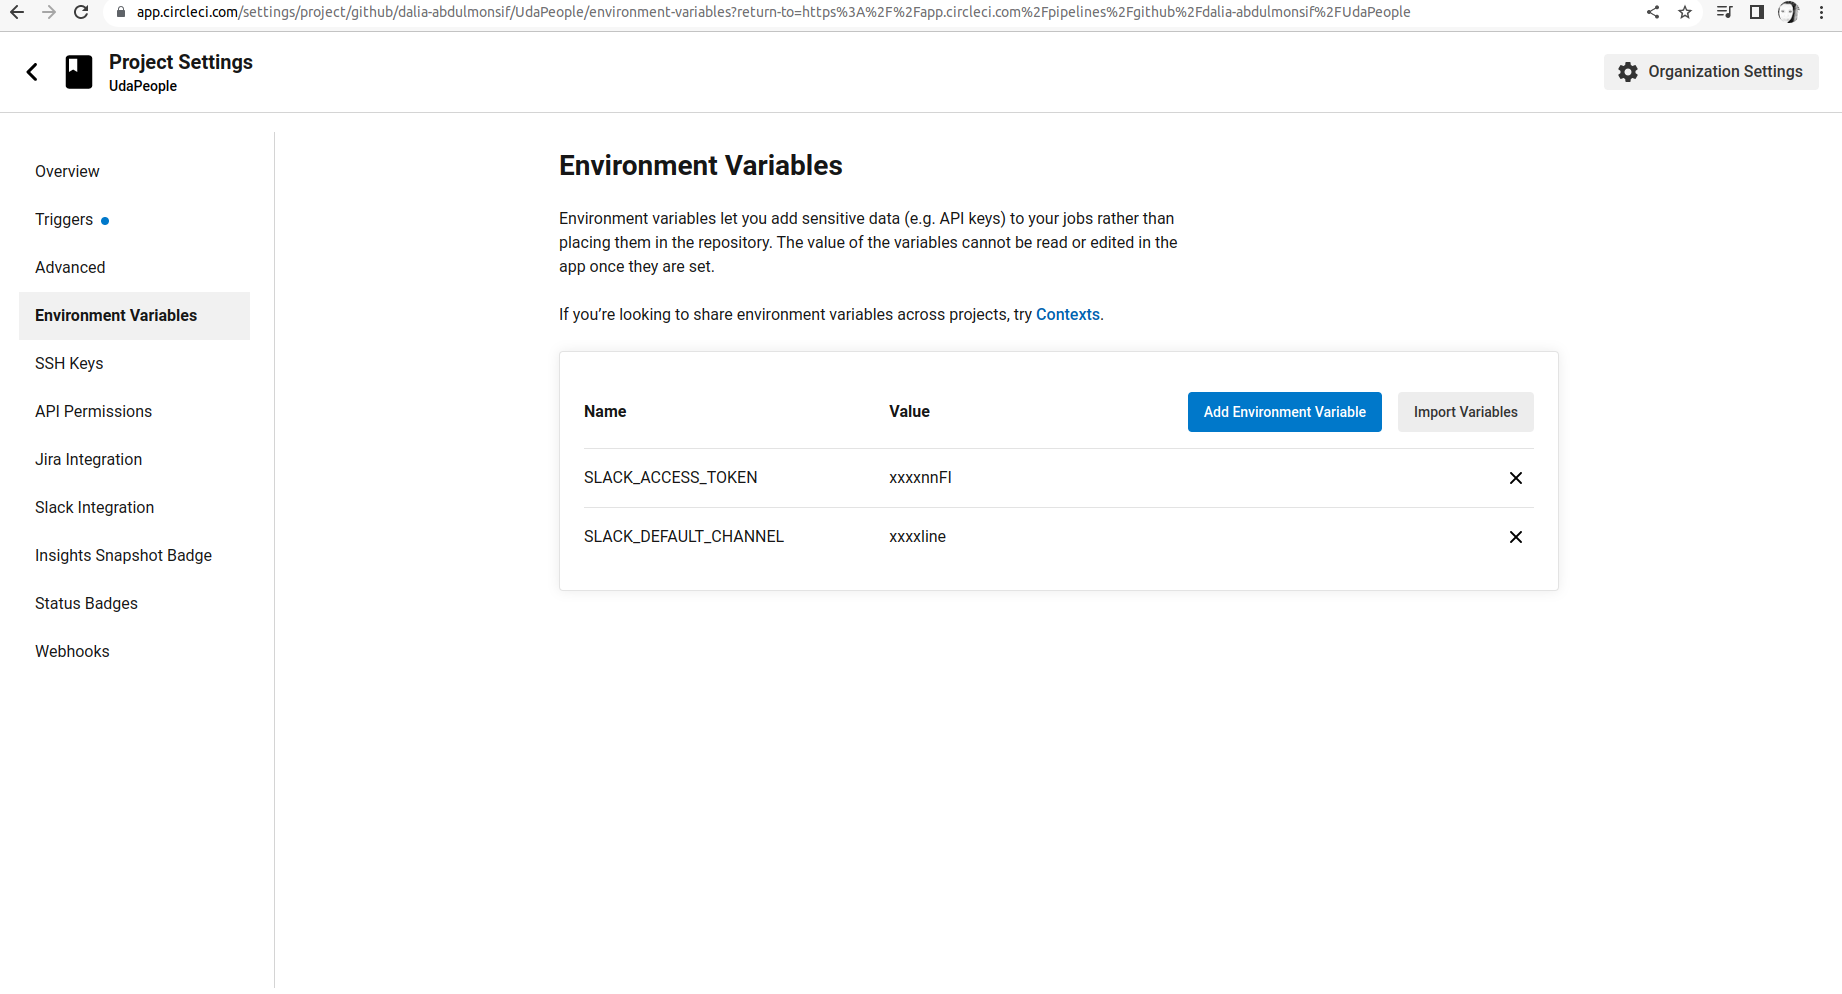 app.circleci.com/settings/project/github/dalia-abdulmonsif/UdaPeople/environment-variables?return-to=https%3A%2F%2Fapp.circleci.com%2Fpipelines%2Fgithub%2Fdalia-abdulmonsif%2FUdaPeople
Project Settings
UdaPeople
Organization Settings
Overview
Triggers
Advanced
Environment Variables
SSH Keys
API Permissions
Jira Integration
Slack Integration
Insights Snapshot Badge
Status Badges
Webhooks
Environment Variables
Environment variables let you add sensitive data (e.g. API keys) to your jobs rather than
placing them in the repository. The value of the variables cannot be read or edited in the
app once they are set.
If you’re looking to share environment variables across projects, try Contexts.
Name Value Add Environment Variable Import Variables
SLACK_ACCESS_TOKEN xxxxnnFl
SLACK_DEFAULT_CHANNEL xxxxline